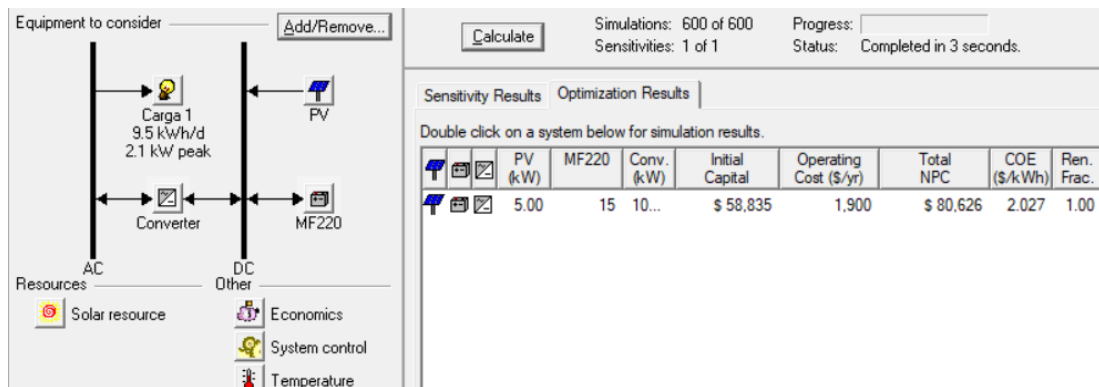 Equipment to consider
Add/Remove...
Carga 1
9.5 kWh/d
2.1 kW peak
PV
Converter
MF220
AC
DC
Resources
Other
Solar resource
Economics
System control
Temperature
Calculate
Simulations: 600 of 600
Progress:
Sensitivities: 1 of 1
Status: Completed in 3 seconds.
Sensitivity Results
Optimization Results
Double click on a system below for simulation results.
PV (kW) MF220 Conv. (kW) Initial Capital Operating Cost ($/yr) Total NPC COE ($/kWh) Ren. Frac.
5.00 15 10... $ 58,835 1,900 $ 80,626 2.027 1.00